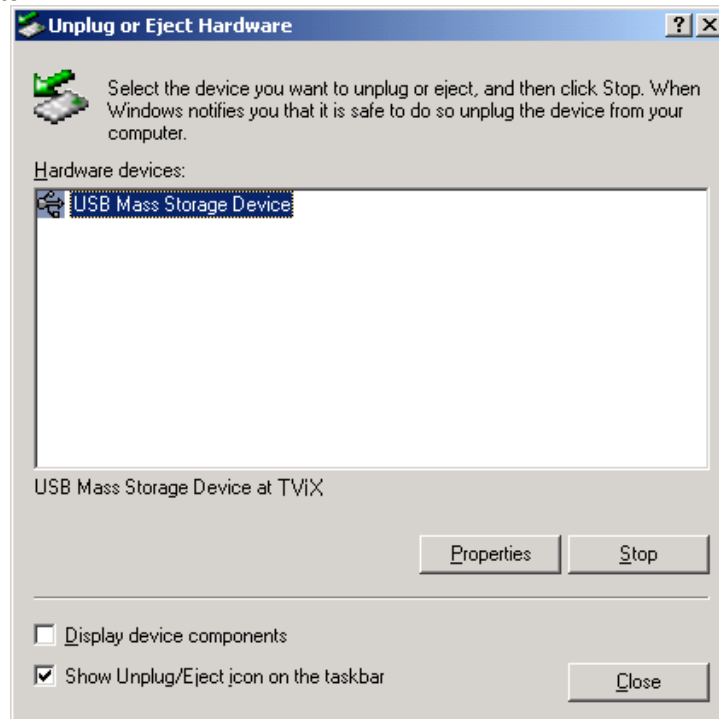 Unplug or Eject Hardware
Select the device you want to unplug or eject, and then click Stop. When
Windows notifies you that it is safe to do so unplug the device from your
computer.
Hardware devices:
USB Mass Storage Device
USB Mass Storage Device at TViX
Properties Stop
Display device components
Show Unplug/Eject icon on the taskbar
Close